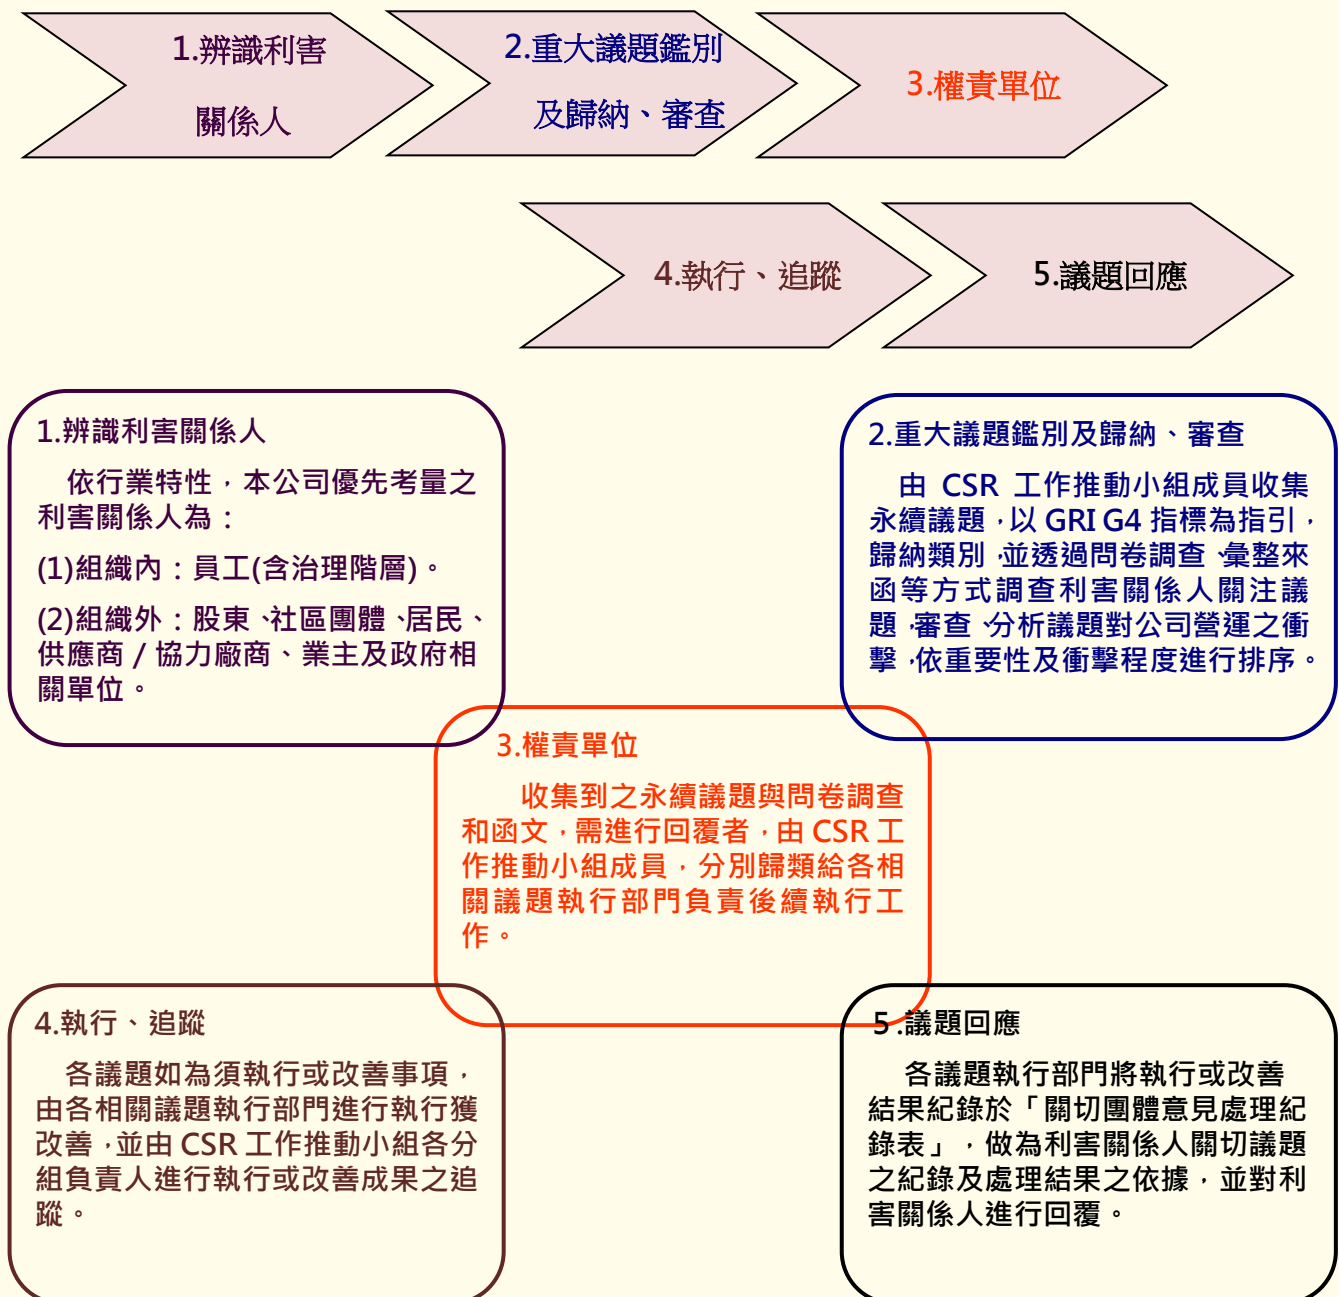 1.辨識利害
關係人
2.重大議題鑑別
及歸納、審查
3.權責單位
4.執行、追蹤
5.議題回應
1.辨識利害關係人
依行業特性，本公司優先考量之
利害關係人為：
(1)組織內：員工(含治理階層)。
(2)組織外：股東、社區團體、居民、
供應商／協力廠商、業主及政府相
關單位。
2.重大議題鑑別及歸納、審查
由 CSR 工作推動小組成員收集
永續議題，以 GRI G4 指標為指引，
歸納類別，並透過問卷調查、彙整來
函等方式調查利害關係人關注議
題，審查、分析議題對公司營運之衝
擊，依重要性及衝擊程度進行排序。
3.權責單位
收集到之永續議題與問卷調查
和函文，需進行回覆者，由 CSR 工
作推動小組成員，分別歸類給各相
關議題執行部門負責後續執行工
作。
4.執行、追蹤
各議題如為須執行或改善事項，
由各相關議題執行部門進行執行獲
改善，並由 CSR 工作推動小組各分
組負責人進行執行或改善成果之追
蹤。
5.議題回應
各議題執行部門將執行或改善
結果紀錄於「關切團體意見處理紀
錄表」，做為利害關係人關切議題
之紀錄及處理結果之依據，並對利
害關係人進行回覆。